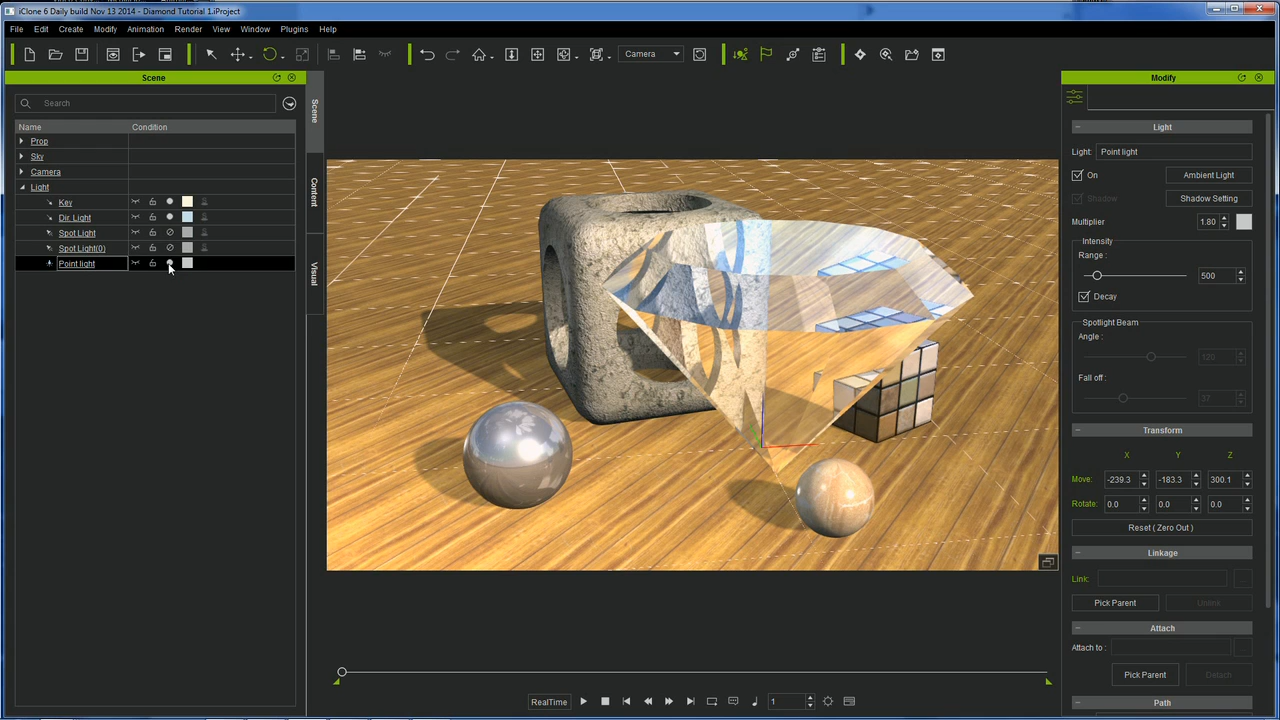 iClone 6 Daily build Nov 13 2014 - Diamond Tutorial 1.iProject
File Edit Create Modify Animation Render View Window Plugins Help
Camera
Scene
Search
Name Condition
Prop
Sky
Camera
Light
Key
Dir Light
Spot Light
Spot Light(0)
Point light
Scene
Content
Visual
RealTime
1
Modify
Light
Light: Point light
On Ambient Light
Shadow Shadow Setting
Multiplier 1.80
Intensity
Range :
500
Decay
Spotlight Beam
Angle :
120
Fall off :
37
Transform
X Y Z
Move: -239.3 -183.3 300.1
Rotate: 0.0 0.0 0.0
Reset ( Zero Out )
Linkage
Link:
Pick Parent Unlink
Attach
Attach to :
Pick Parent Detach
Path